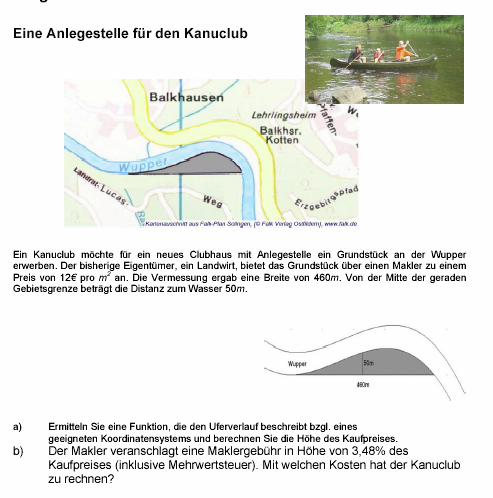 Eine Anlegestelle für den Kanuclub
Balkhausen
Lehrlingsheim
Balkhsr.
Kotten
Wupper
Lucas-
Weg
Erzgebirgspfad
Kartenauschnitt aus Falk-Plan Solingen, (© Falk Verlag Ostfildern), www.falk.de
Ein Kanuclub möchte für ein neues Clubhaus mit Anlegestelle ein Grundstück an der Wupper
erwerben. Der bisherige Eigentümer, ein Landwirt, bietet das Grundstück über einen Makler zu einem
Preis von 12€ pro m² an. Die Vermessung ergab eine Breite von 460m. Von der Mitte der geraden
Gebietsgrenze beträgt die Distanz zum Wasser 50m.
Wupper
50m
460m
a) Ermitteln Sie eine Funktion, die den Uferverlauf beschreibt bzgl. eines
geeigneten Koordinatensystems und berechnen Sie die Höhe des Kaufpreises.
b) Der Makler veranschlagt eine Maklergebühr in Höhe von 3,48% des
Kaufpreises (inklusive Mehrwertsteuer). Mit welchen Kosten hat der Kanuclub
zu rechnen?